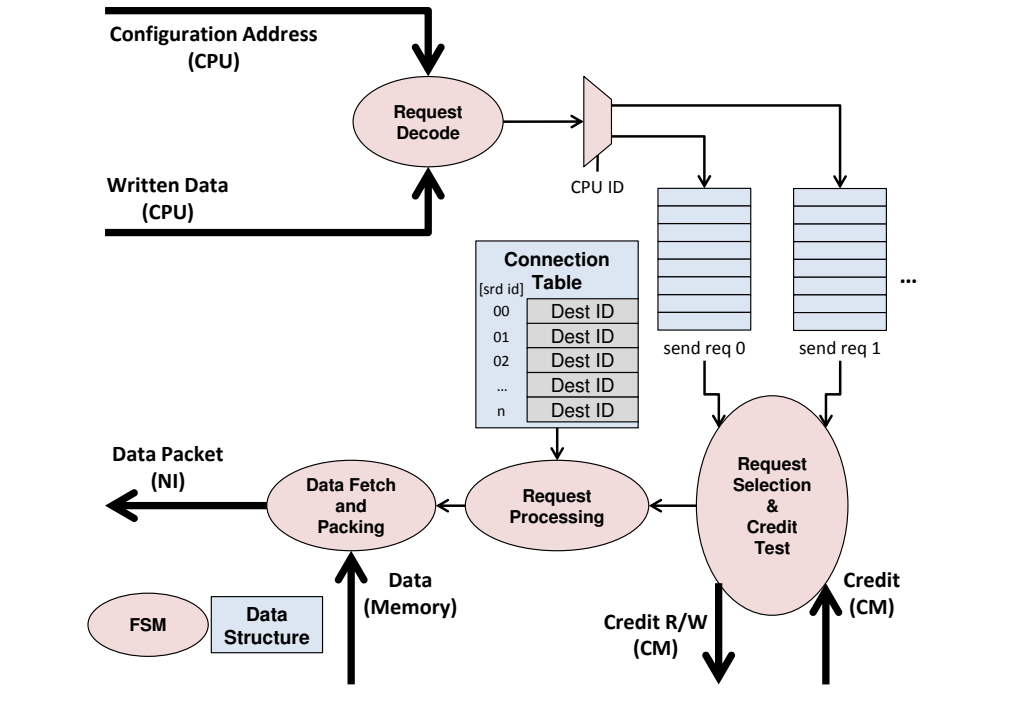 Configuration Address
(CPU)
Request
Decode
Written Data
(CPU)
CPU ID
Connection
Table
[srd id]
00 Dest ID
01 Dest ID
02 Dest ID
... Dest ID
n Dest ID
...
send req 0
send req 1
Data Packet
(NI)
Data Fetch
and
Packing
Request
Processing
Request
Selection
&
Credit
Test
Data
(Memory)
Credit R/W
(CM)
Credit
(CM)
FSM
Data
Structure